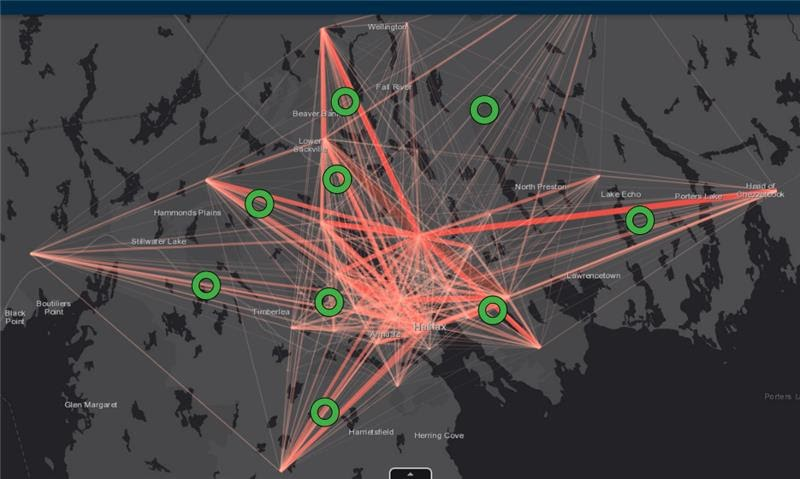 Wellington
Fall River
Beaver Bank
Lower
Sackville
North Preston
Lake Echo
Porters Lake
Head of
Chezzetcook
Hammonds Plains
Stillwater Lake
Lawrencetown
Boutiliers
Point
Black
Point
Timberlea
Halifax
Armdale
Porters L
Glen Margaret
Harrietsfield
Herring Cove